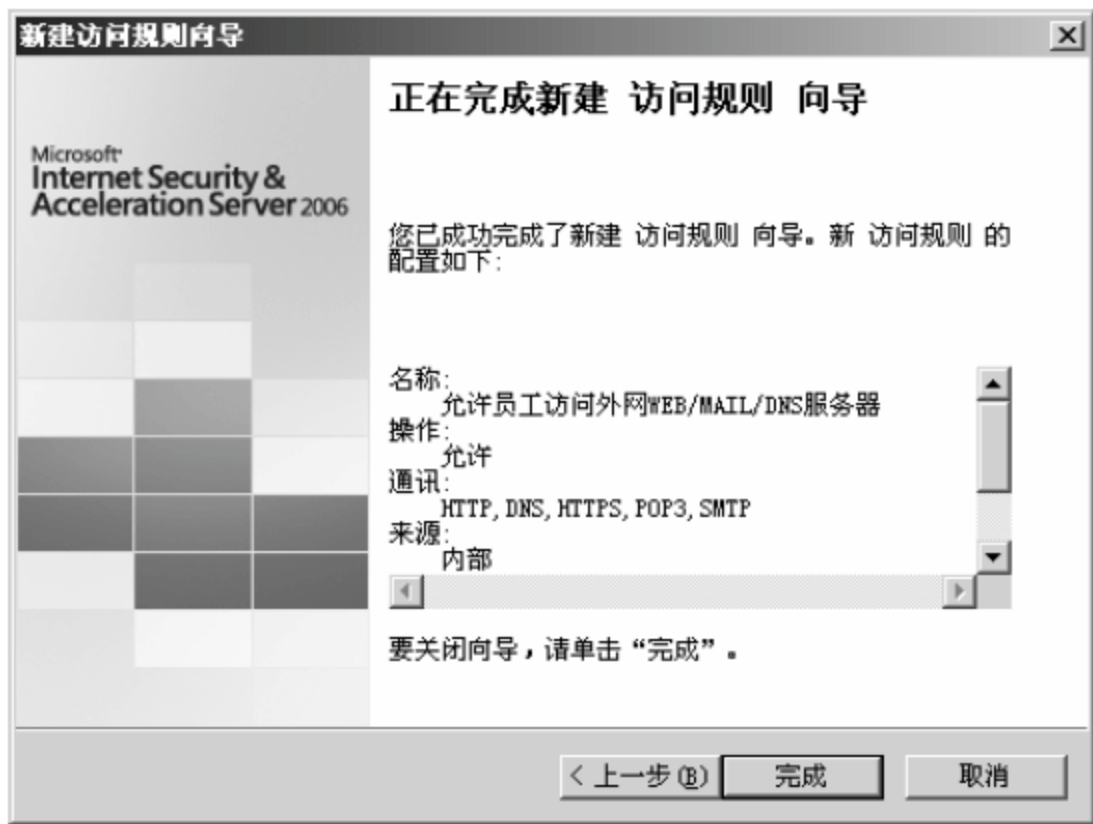 新建访问规则向导
正在完成新建 访问规则 向导
Microsoft
Internet Security &
Acceleration Server 2006
您已成功完成了新建 访问规则 向导。新 访问规则 的
配置如下:
名称:
允许员工访问外网WEB/MAIL/DNS服务器
操作:
允许
通讯:
HTTP,DNS,HTTPS,POP3,SMTP
来源:
内部
要关闭向导，请单击“完成”。
< 上一步(B)
完成
取消